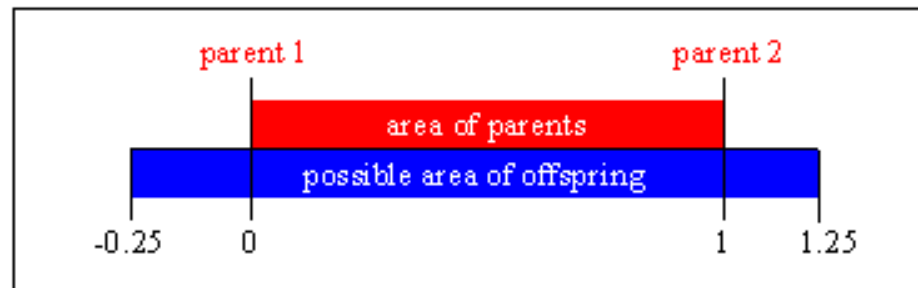 parent 1 parent 2
area of parents
possible area of offspring
-0.25 0 1 1.25